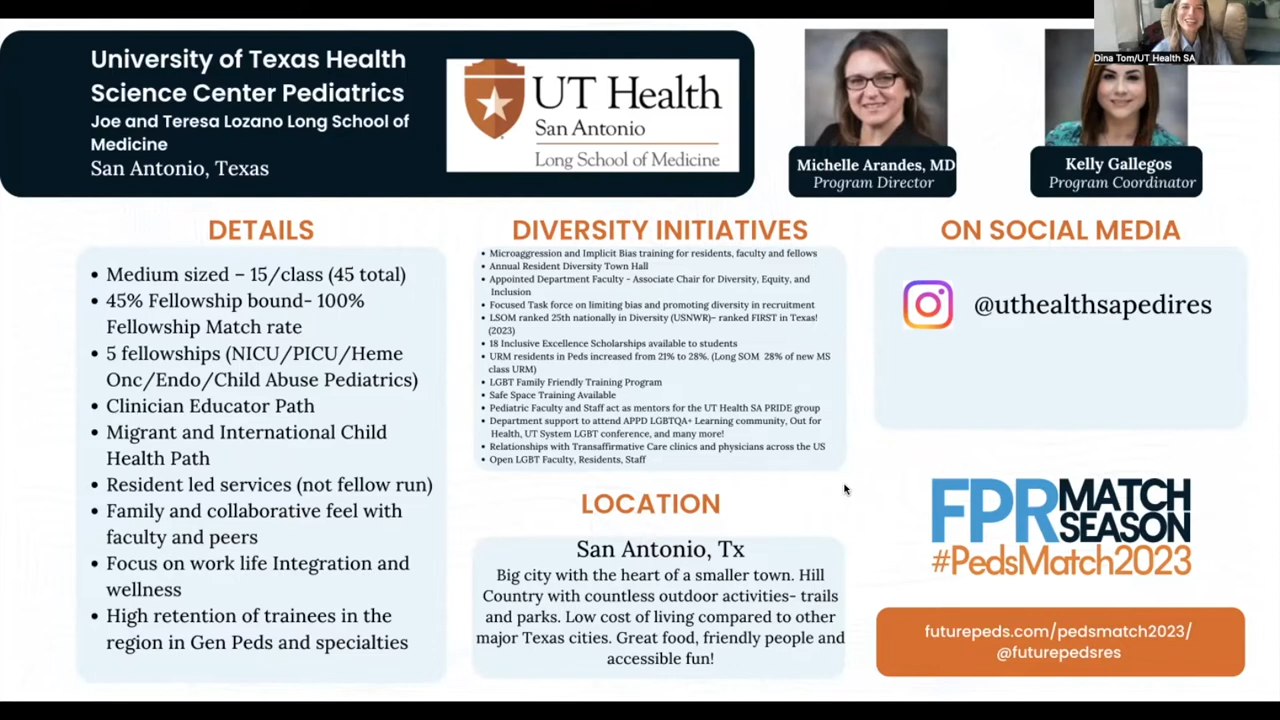 University of Texas Health
Science Center Pediatrics
Joe and Teresa Lozano Long School of
Medicine
San Antonio, Texas
UT Health
San Antonio
Long School of Medicine
Michelle Arandes, MD
Program Director
Dina Tom/UT Health SA
Kelly Gallegos
Program Coordinator
DETAILS
• Medium sized – 15/class (45 total)
• 45% Fellowship bound- 100%
Fellowship Match rate
• 5 fellowships (NICU/PICU/Heme
Onc/Endo/Child Abuse Pediatrics)
• Clinician Educator Path
• Migrant and International Child
Health Path
• Resident led services (not fellow run)
• Family and collaborative feel with
faculty and peers
• Focus on work life Integration and
wellness
• High retention of trainees in the
region in Gen Peds and specialties
DIVERSITY INITIATIVES
• Microaggression and Implicit Bias training for residents, faculty and fellows
• Annual Resident Diversity Town Hall
• Appointed Department Faculty - Associate Chair for Diversity, Equity, and
Inclusion
• Focused Task force on limiting bias and promoting diversity in recruitment
• LSOM ranked 25th nationally in Diversity (USNWR)– ranked FIRST in Texas!
(2023)
• 18 Inclusive Excellence Scholarships available to students
• URM residents in Peds increased from 21% to 28%. (Long SOM 28% of new MS
class URM)
• LGBT Family Friendly Training Program
• Safe Space Training Available
• Pediatric Faculty and Staff act as mentors for the UT Health SA PRIDE group
• Department support to attend APPD LGBTQA+ Learning community, Out for
Health, UT System LGBT conference, and many more!
• Relationships with Transaffirmative Care clinics and physicians across the US
• Open LGBT Faculty, Residents, Staff
LOCATION
San Antonio, Tx
Big city with the heart of a smaller town. Hill
Country with countless outdoor activities- trails
and parks. Low cost of living compared to other
major Texas cities. Great food, friendly people and
accessible fun!
ON SOCIAL MEDIA
@uthealthsapedires
FPR MATCH
SEASON
#PedsMatch2023
futurepeds.com/pedsmatch2023/
@futurepedsres